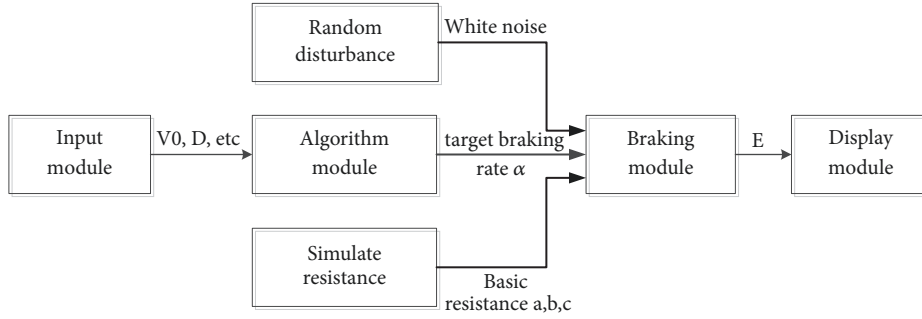 Random
disturbance
White noise
Input
module
V0, D, etc
Algorithm
module
target braking
rate α
Braking
module
E
Display
module
Simulate
resistance
Basic
resistance a,b,c